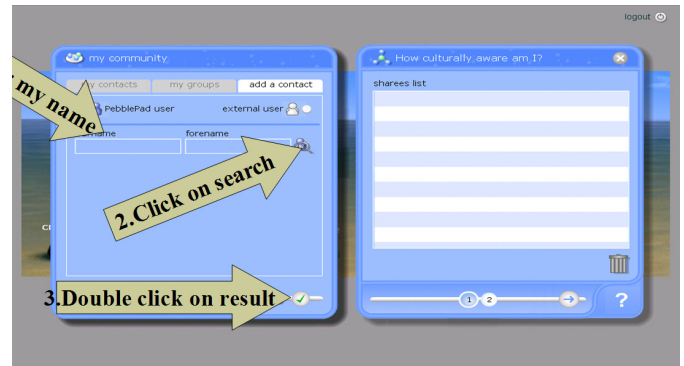 logout
my community
How culturally aware am I?
my contacts my groups add a contact
sharees list
my name
PebblePad user external user
forename
2.Click on search
3.Double click on result
1 2
?